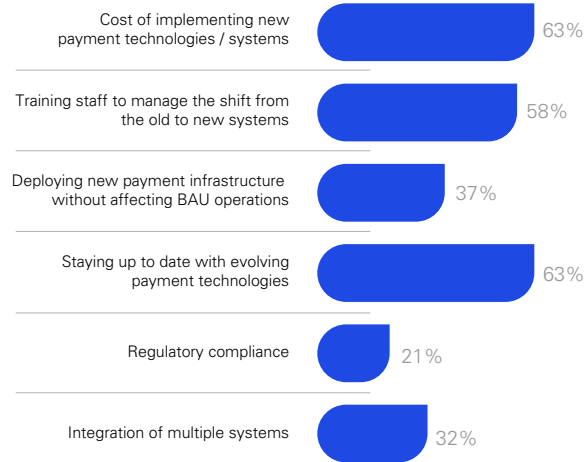 Cost of implementing new
payment technologies / systems
63%
Training staff to manage the shift from
the old to new systems
58%
Deploying new payment infrastructure
without affecting BAU operations
37%
Staying up to date with evolving
payment technologies
63%
Regulatory compliance
21%
Integration of multiple systems
32%